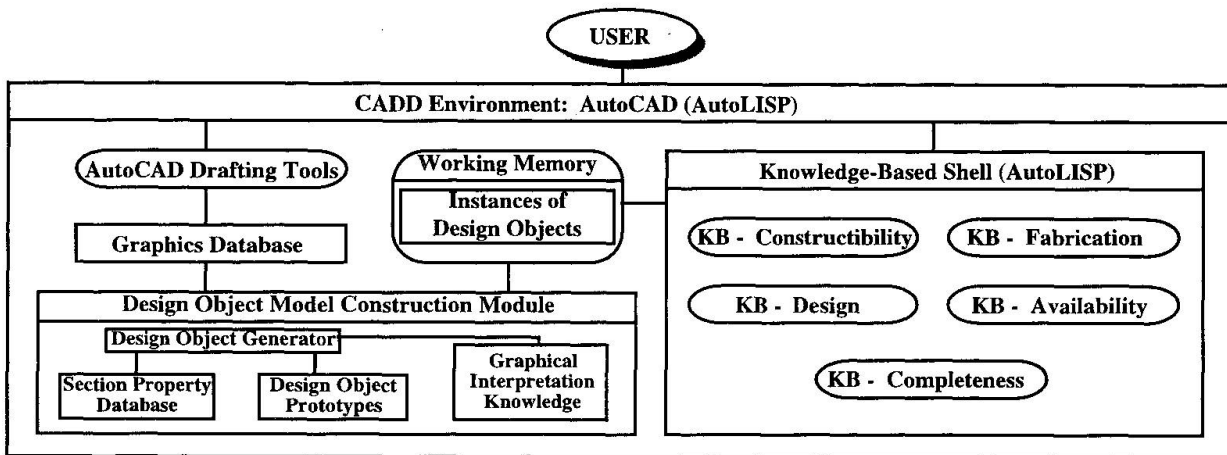 USER
CADD Environment: AutoCAD (AutoLISP)
AutoCAD Drafting Tools
Graphics Database
Working Memory
Instances of
Design Objects
Design Object Model Construction Module
Design Object Generator
Section Property
Database
Design Object
Prototypes
Graphical
Interpretation
Knowledge
Knowledge-Based Shell (AutoLISP)
KB - Constructibility
KB - Fabrication
KB - Design
KB - Availability
KB - Completeness